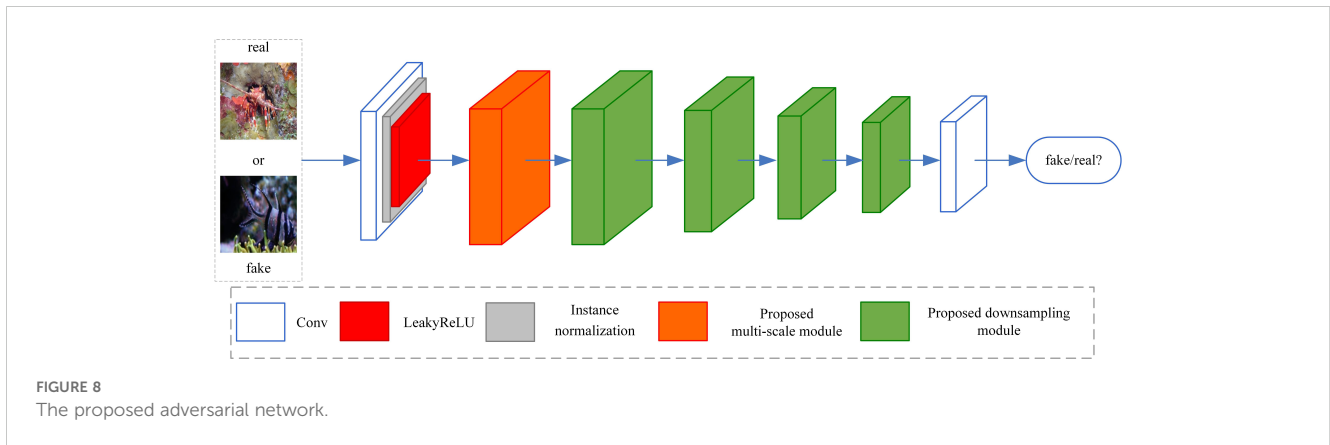 real
or
fake
fake/real?
Conv
LeakyReLU
Instance
normalization
Proposed
multi-scale module
Proposed downsampling
module
FIGURE 8
The proposed adversarial network.